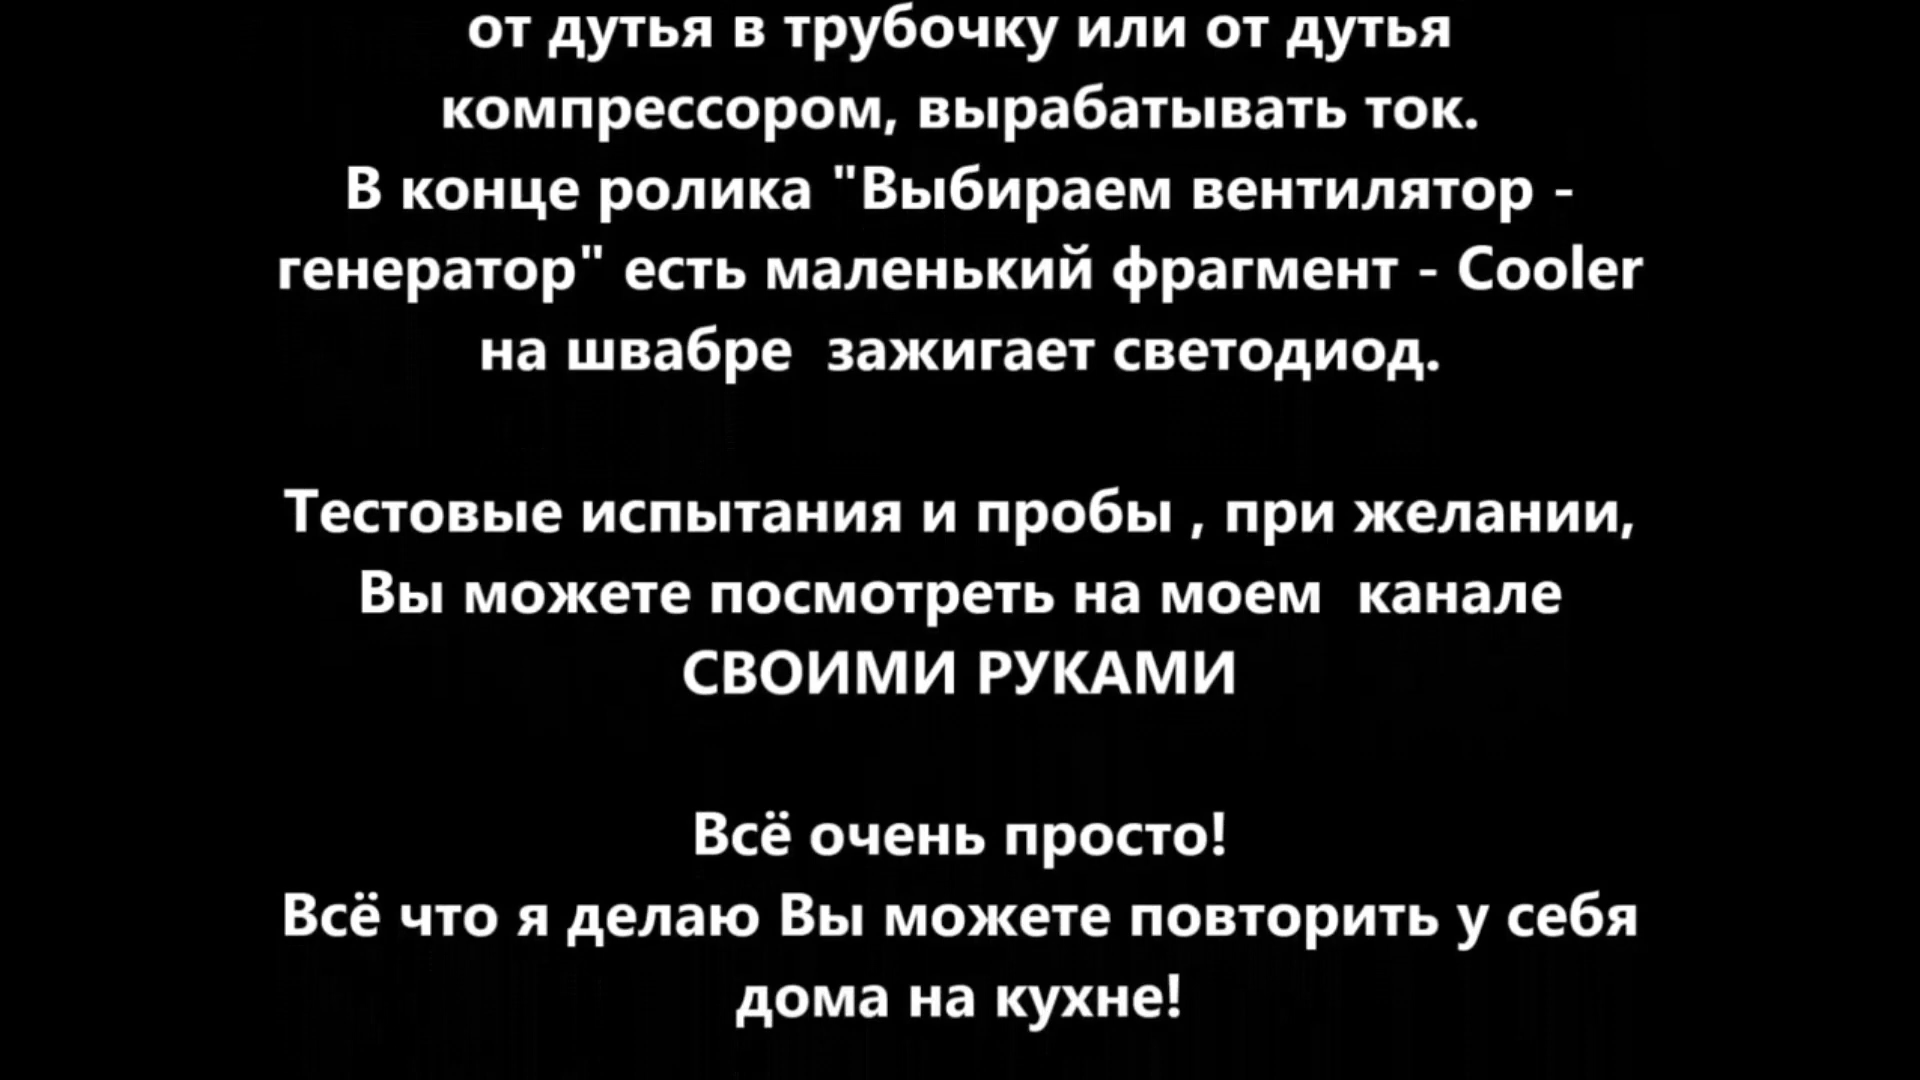 от дутья в трубочку или от дутья
компрессором, вырабатывать ток.
В конце ролика "Выбираем вентилятор -
генератор" есть маленький фрагмент - Cooler
на швабре  зажигает светодиод.
Тестовые испытания и пробы , при желании,
Вы можете посмотреть на моем  канале
СВОИМИ РУКАМИ
Всё очень просто!
Всё что я делаю Вы можете повторить у себя
дома на кухне!